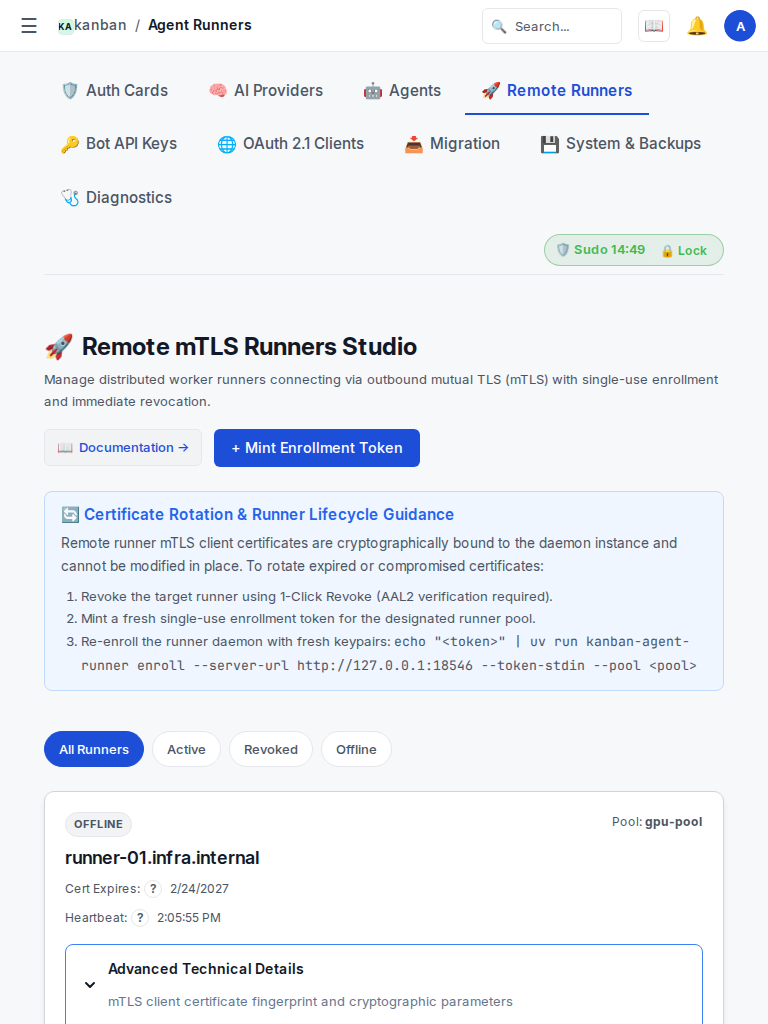 ☰ KA kanban / Agent Runners 🔍 Search... 📖 🔔 A
🛡️ Auth Cards 🧠 AI Providers 🤖 Agents 🚀 Remote Runners
🔑 Bot API Keys 🌐 OAuth 2.1 Clients 📥 Migration 💾 System & Backups
🩺 Diagnostics
🛡️ Sudo 14:49 🔒 Lock
🚀 Remote mTLS Runners Studio
Manage distributed worker runners connecting via outbound mutual TLS (mTLS) with single-use enrollment
and immediate revocation.
📖 Documentation → + Mint Enrollment Token
🔄 Certificate Rotation & Runner Lifecycle Guidance
Remote runner mTLS client certificates are cryptographically bound to the daemon instance and
cannot be modified in place. To rotate expired or compromised certificates:
1. Revoke the target runner using 1-Click Revoke (AAL2 verification required).
2. Mint a fresh single-use enrollment token for the designated runner pool.
3. Re-enroll the runner daemon with fresh keypairs: echo "<token>" | uv run kanban-agent-
runner enroll --server-url http://127.0.0.1:18546 --token-stdin --pool <pool>
All Runners Active Revoked Offline
OFFLINE Pool: gpu-pool
runner-01.infra.internal
Cert Expires: ? 2/24/2027
Heartbeat: ? 2:05:55 PM
Advanced Technical Details
mTLS client certificate fingerprint and cryptographic parameters